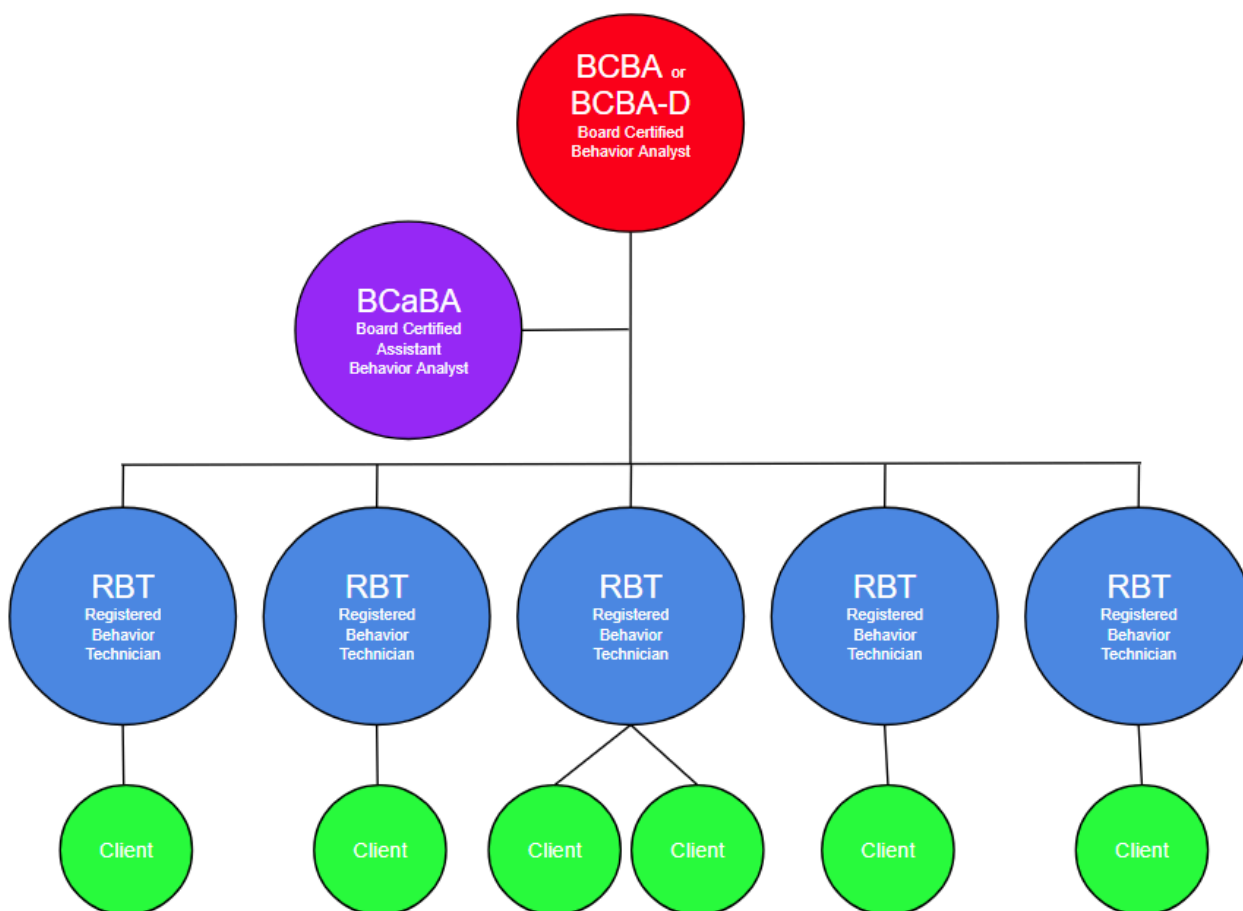 BCBA or
BCBA-D
Board Certified
Behavior Analyst
BCaBA
Board Certified
Assistant
Behavior Analyst
RBT
Registered
Behavior
Technician
RBT
Registered
Behavior
Technician
RBT
Registered
Behavior
Technician
RBT
Registered
Behavior
Technician
RBT
Registered
Behavior
Technician
Client
Client
Client
Client
Client
Client